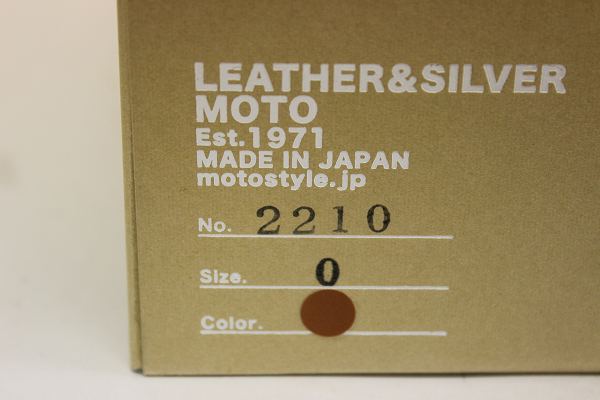 LEATHER&SILVER
MOTO
Est.1971
MADE IN JAPAN
motostyle.jp
No. 2210
Size. 0
Color.